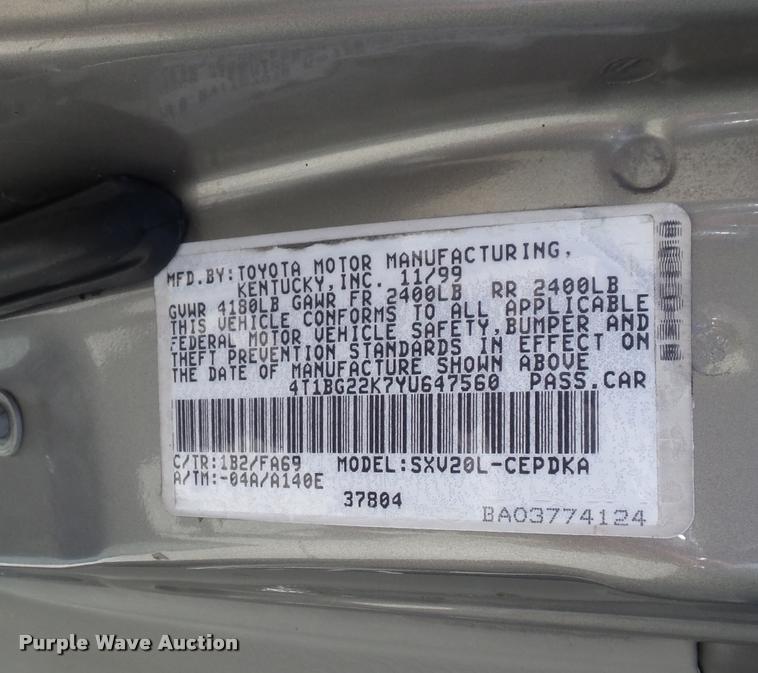 MFD.BY:TOYOTA MOTOR MANUFACTURING,
KENTUCKY,INC. 11/99
GVWR 4180LB GAWR FR 2400LB RR 2400LB
THIS VEHICLE CONFORMS TO ALL APPLICABLE
FEDERAL MOTOR VEHICLE SAFETY,BUMPER AND
THEFT PREVENTION STANDARDS IN EFFECT ON
THE DATE OF MANUFACTURE SHOWN ABOVE
4T1BG22K7YU647560 PASS.CAR
C/TR:1B2/FA69 MODEL:SXV20L-CEPDKA
A/TM:-04A/A140E
37804
BA03774124
Purple Wave Auction